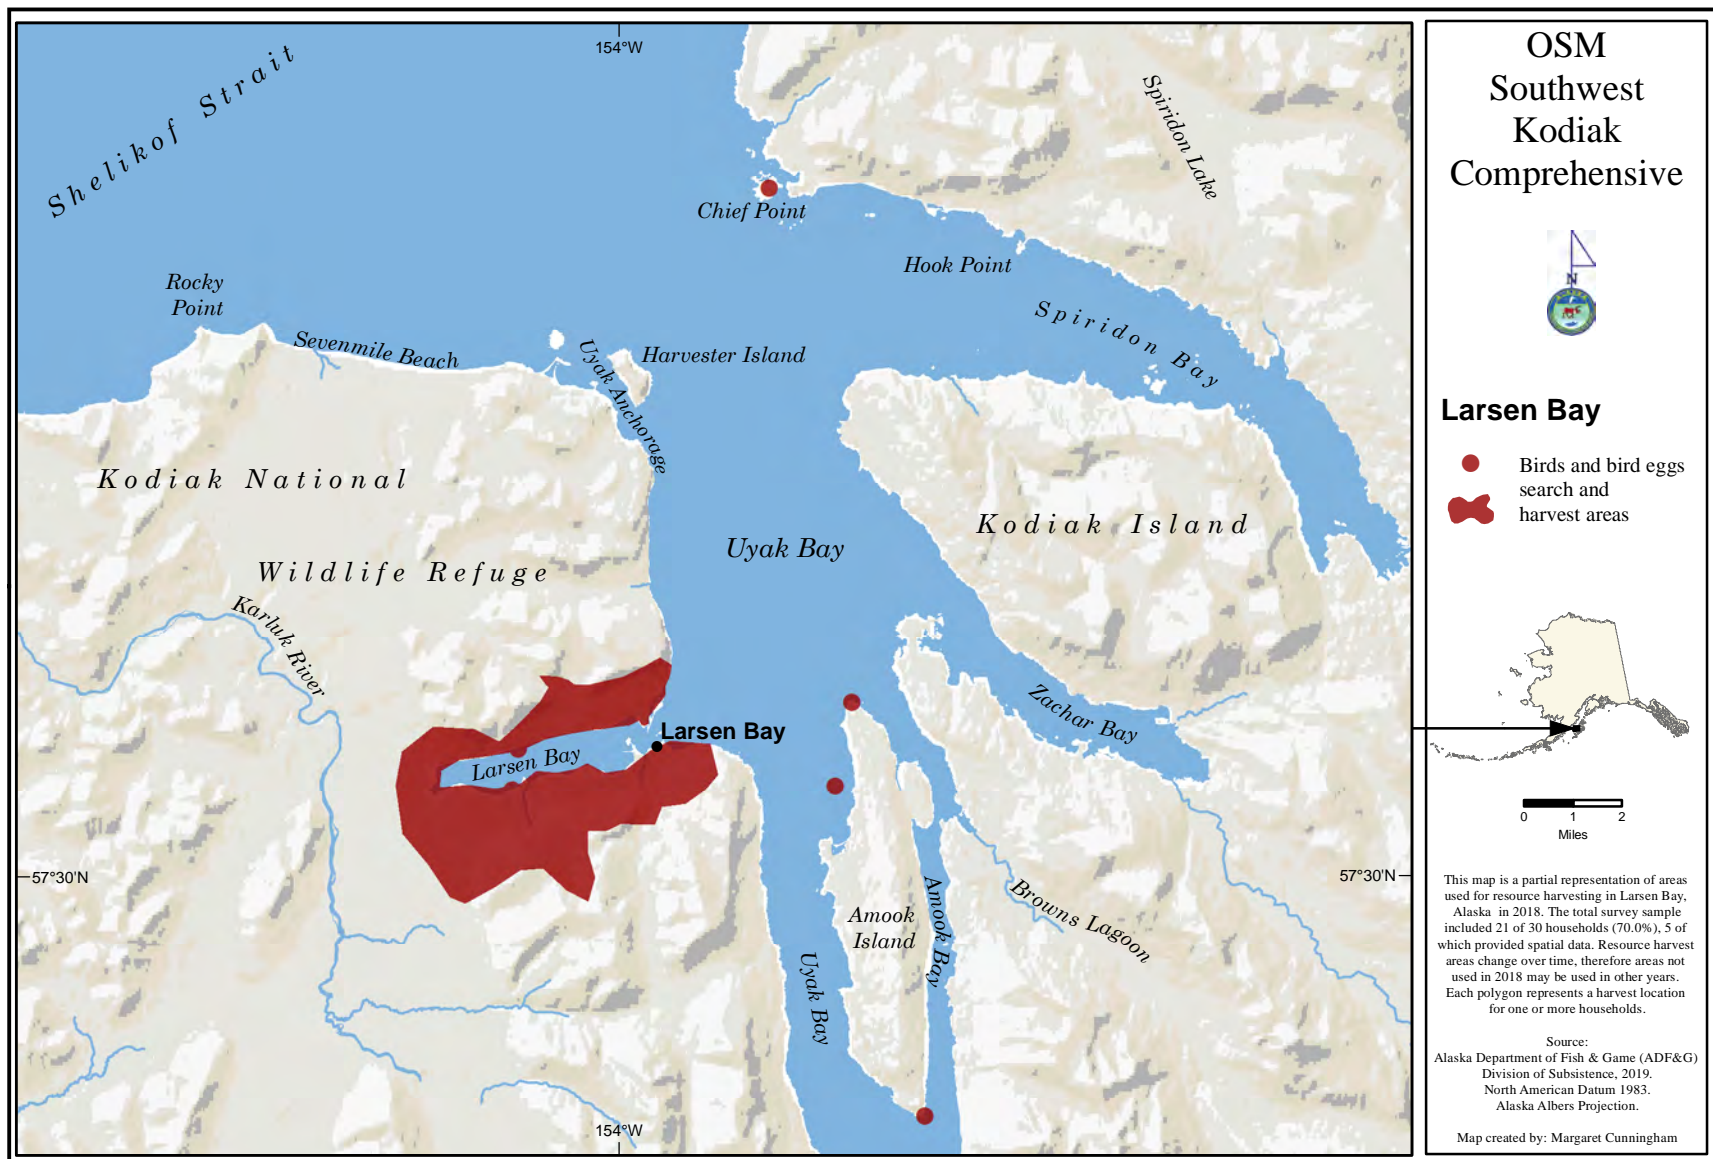 154°W
Shelikof Strait
Spiridon Lake
Chief Point
Hook Point
Rocky
Point
Spiridon Bay
Sevenmile Beach
Uyak Anchorage
Harvester Island
Kodiak National
Kodiak Island
Uyak Bay
Wildlife Refuge
Karluk River
Zachar Bay
Larsen Bay
Larsen Bay
57°30'N
57°30'N
Amook
Island
Amook Bay
Browns Lagoon
Uyak Bay
154°W
OSM
Southwest
Kodiak
Comprehensive
N
Larsen Bay
Birds and bird eggs
search and
harvest areas
0 1 2
Miles
This map is a partial representation of areas
used for resource harvesting in Larsen Bay,
Alaska in 2018. The total survey sample
included 21 of 30 households (70.0%), 5 of
which provided spatial data. Resource harvest
areas change over time, therefore areas not
used in 2018 may be used in other years.
Each polygon represents a harvest location
for one or more households.
Source:
Alaska Department of Fish & Game (ADF&G)
Division of Subsistence, 2019.
North American Datum 1983.
Alaska Albers Projection.
Map created by: Margaret Cunningham